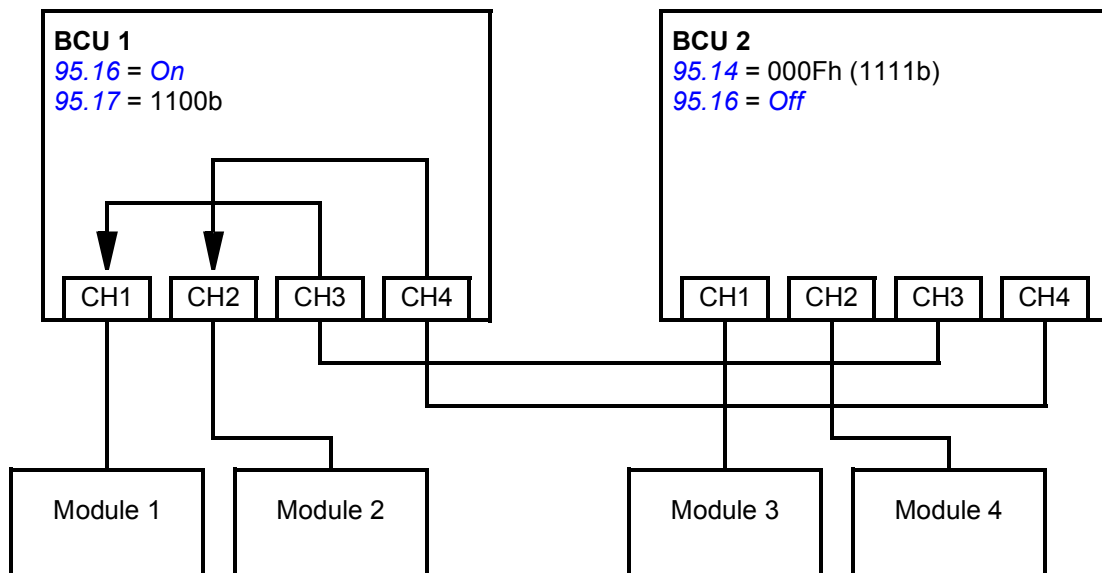 BCU 1
95.16 = On
95.17 = 1100b
BCU 2
95.14 = 000Fh (1111b)
95.16 = Off
CH1 CH2 CH3 CH4
CH1 CH2 CH3 CH4
Module 1
Module 2
Module 3
Module 4